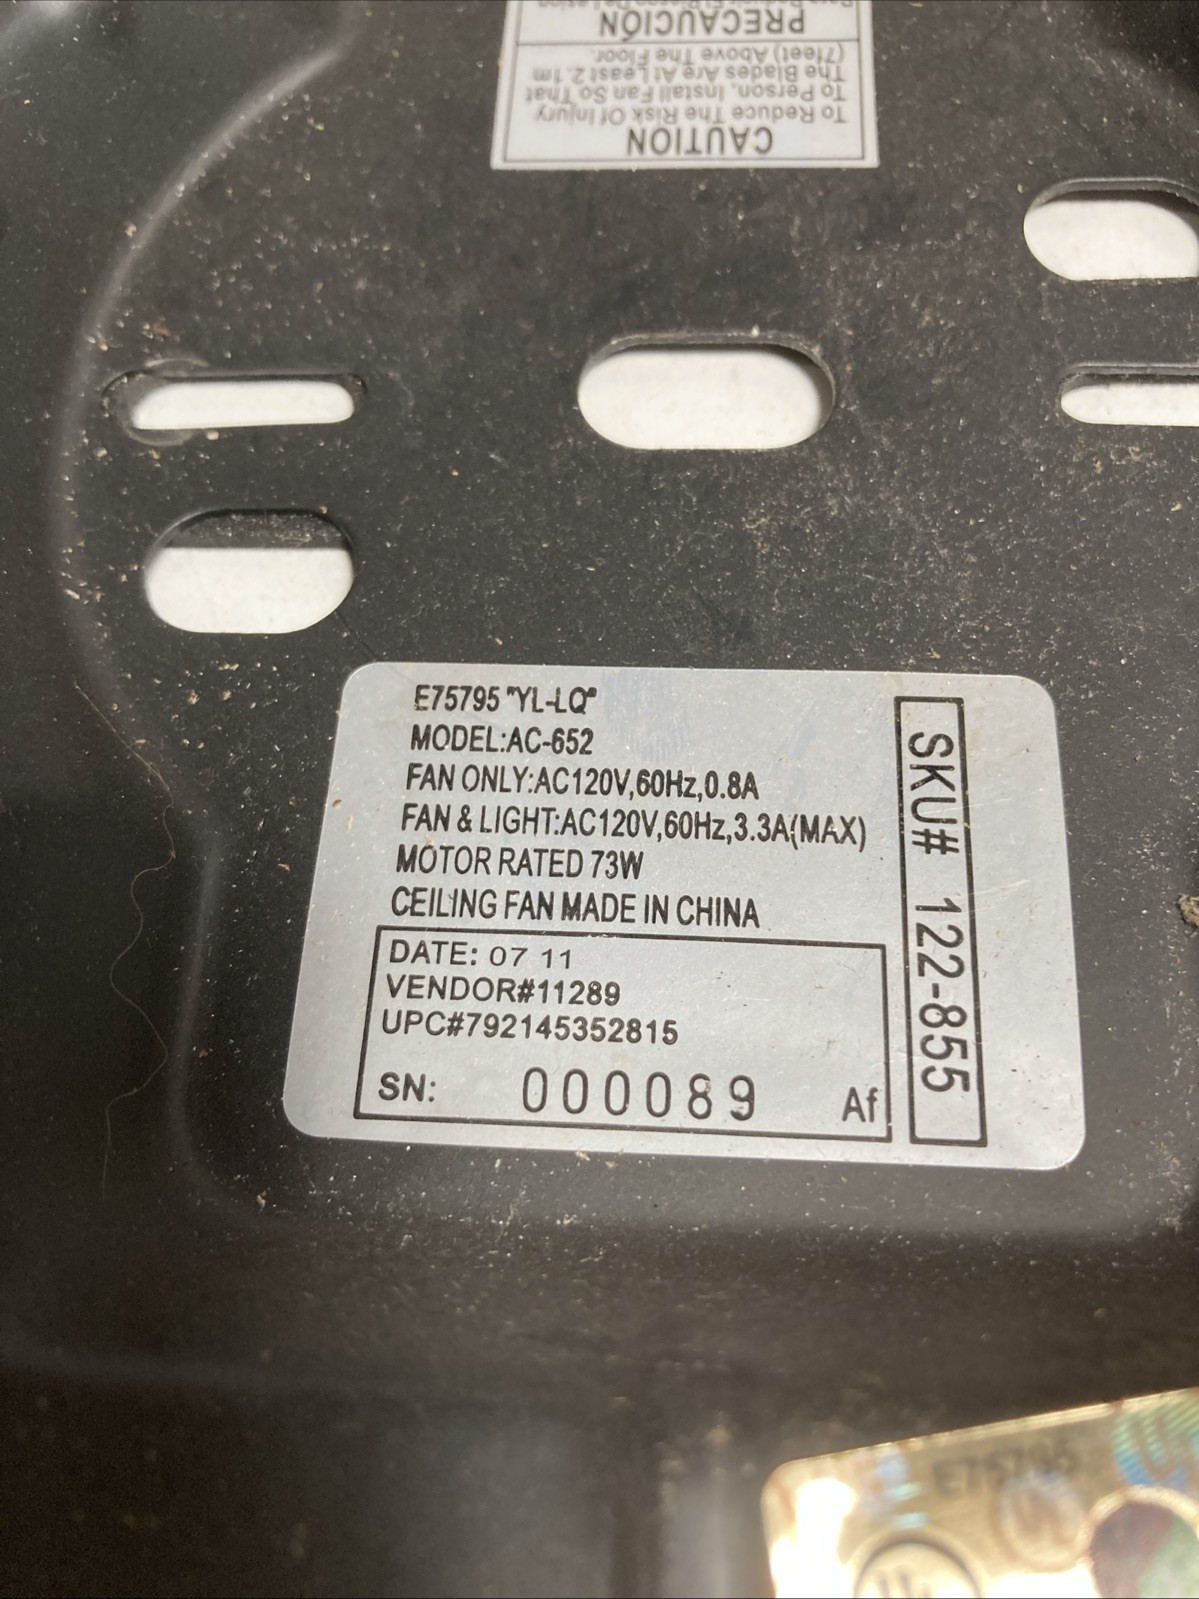 CAUTION
To Reduce The Risk Of Injury
To Person, Install Fan So That
The Blades Are At Least 2.1m
(7feet) Above The Floor.
PRECAUCIÓN
E75795 "YL-LQ"
MODEL:AC-652
FAN ONLY:AC120V,60Hz,0.8A
FAN & LIGHT:AC120V,60Hz,3.3A(MAX)
MOTOR RATED 73W
CEILING FAN MADE IN CHINA
DATE: 07 11
VENDOR#11289
UPC#792145352815
SN: 000089 Af
SKU# 122-855
E75795